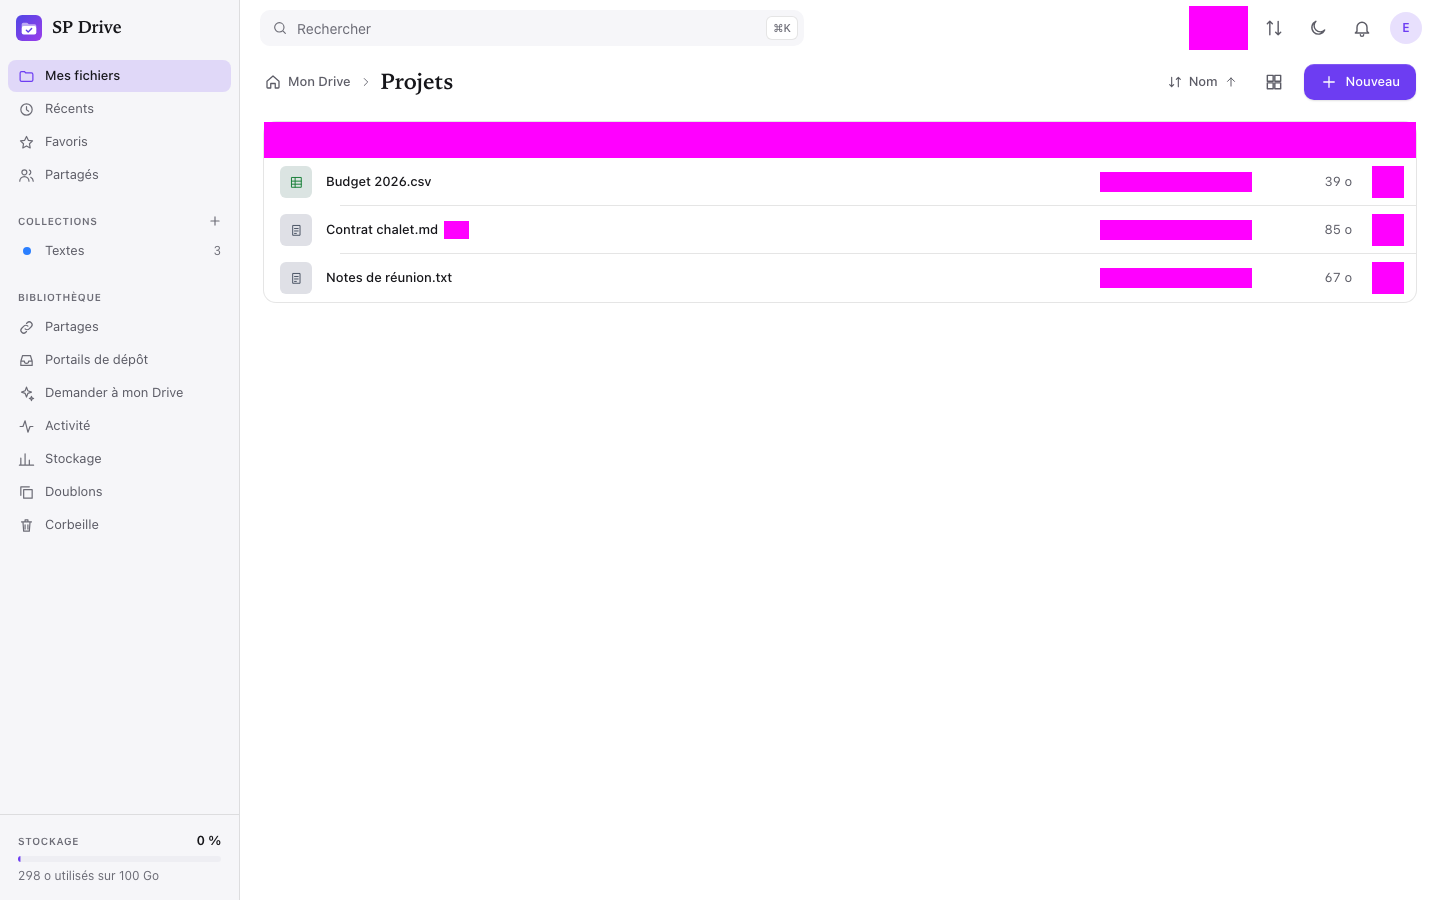 SP Drive
Rechercher
⌘K
E
Mes fichiers
Récents
Favoris
Partagés
COLLECTIONS
Textes
3
BIBLIOTHÈQUE
Partages
Portails de dépôt
Demander à mon Drive
Activité
Stockage
Doublons
Corbeille
STOCKAGE
0 %
298 o utilisés sur 100 Go
Mon Drive
Projets
Nom
Nouveau
Budget 2026.csv
39 o
Contrat chalet.md
85 o
Notes de réunion.txt
67 o